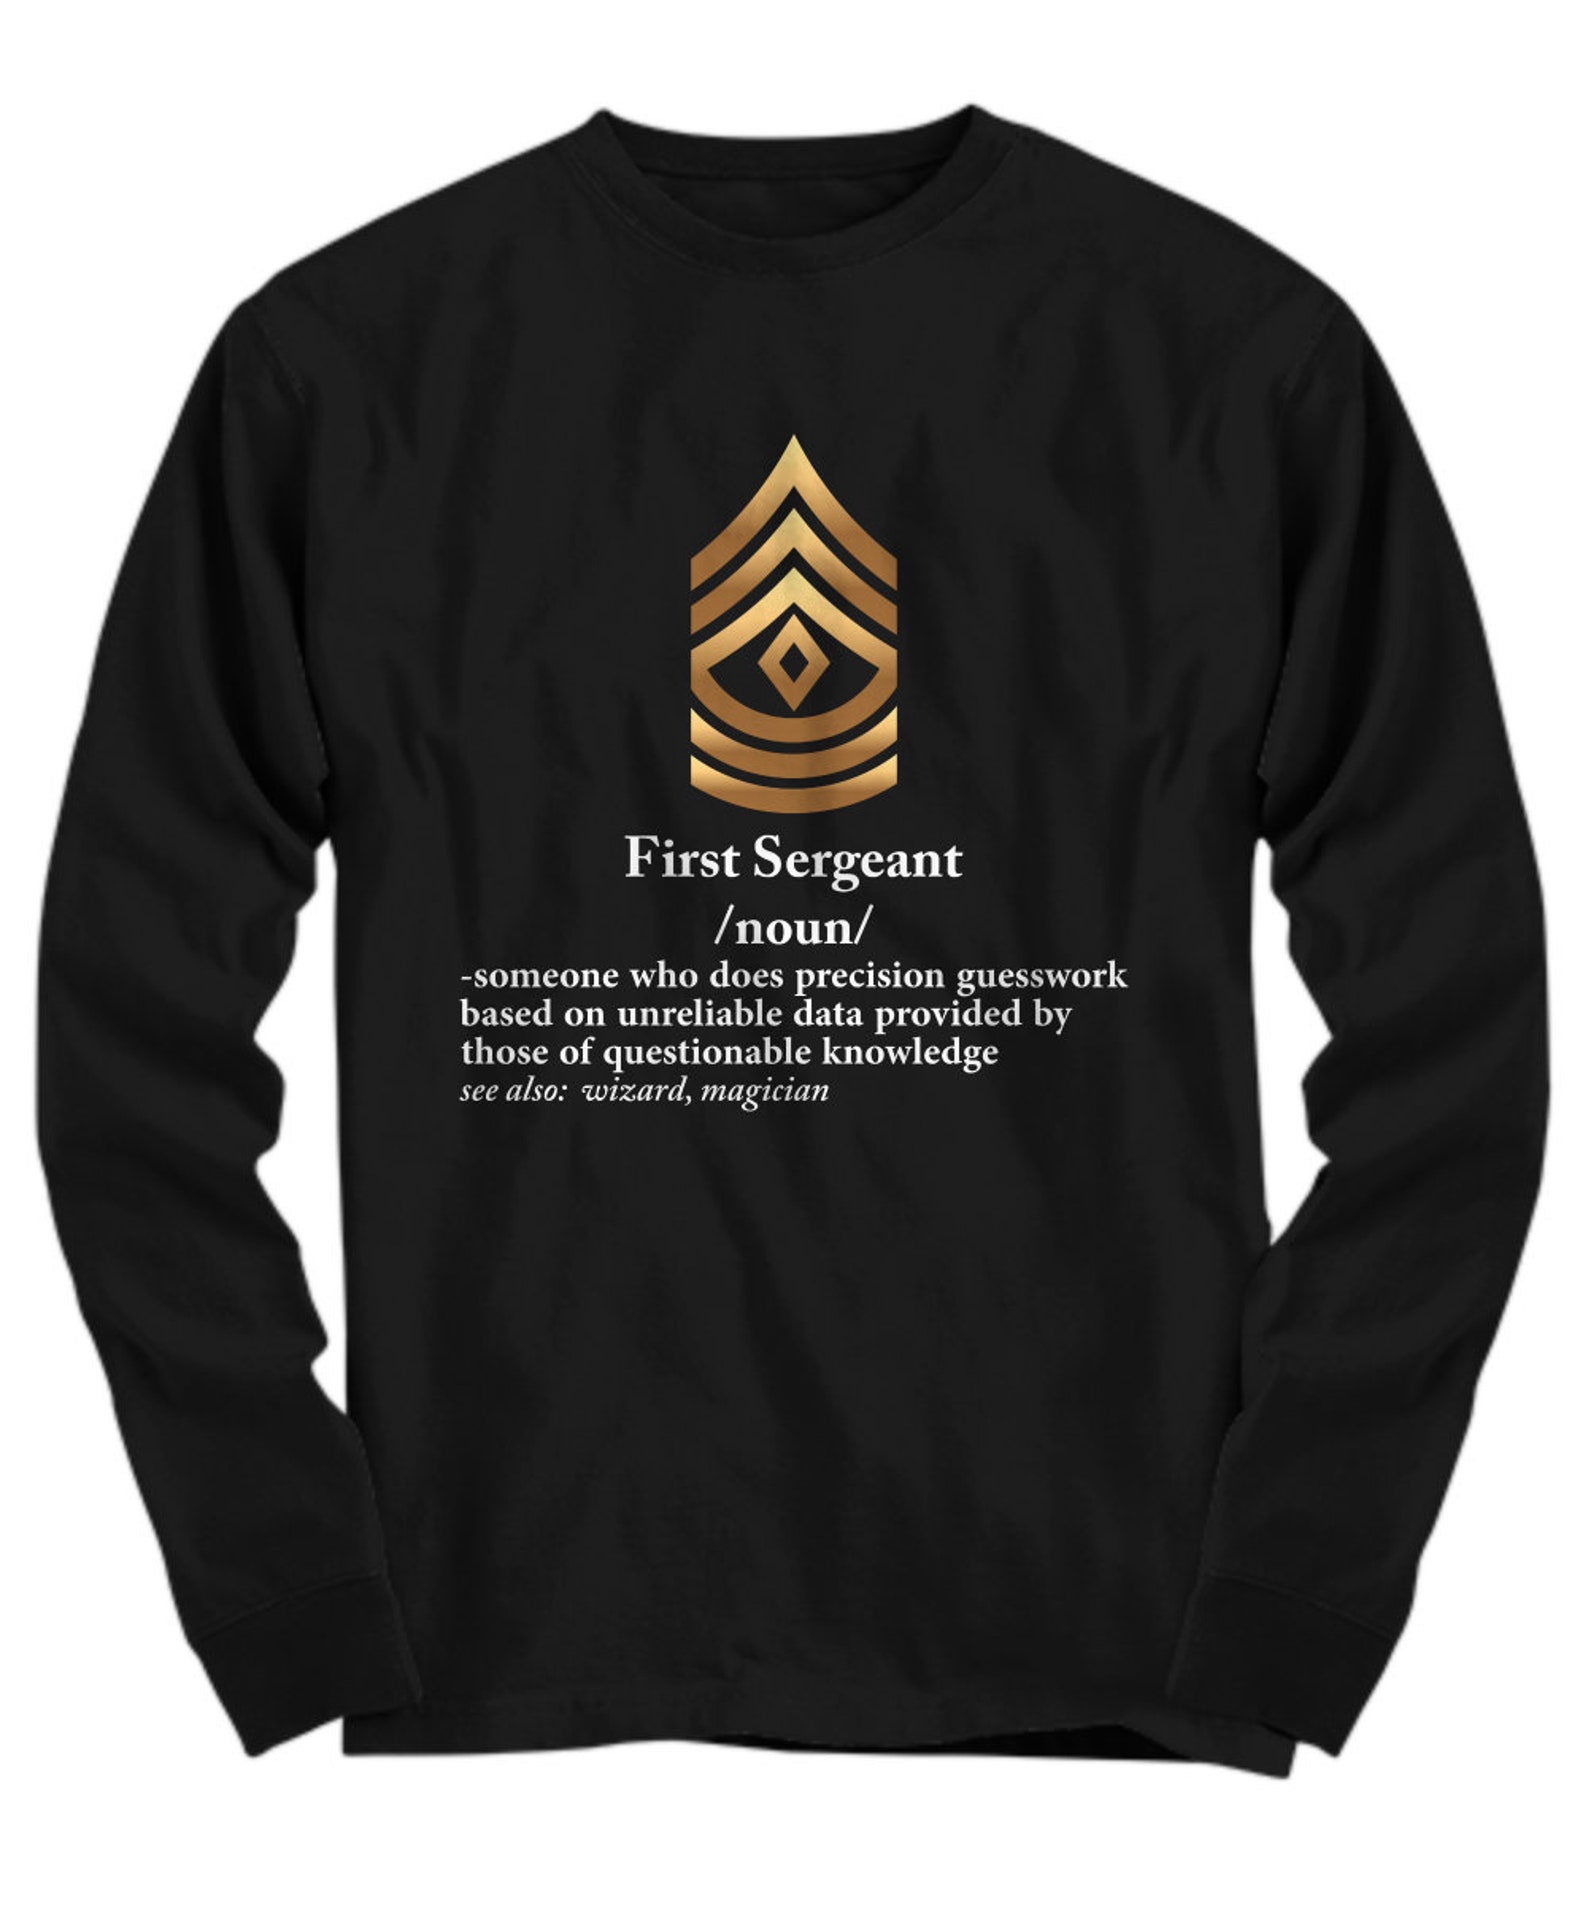 First Sergeant
/noun/
-someone who does precision guesswork
based on unreliable data provided by
those of questionable knowledge
see also: wizard, magician